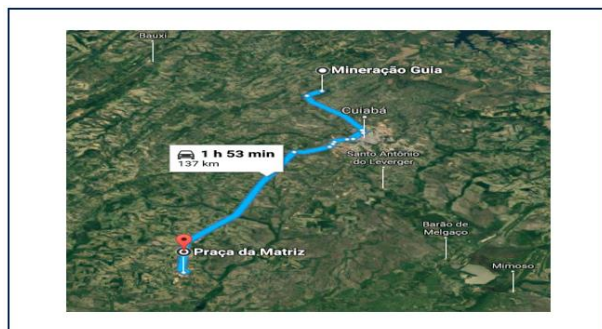 Bauxi
Mineração Guia
Cuiabá
1 h 53 min
137 km
Santo Antônio
do Leverger
Praça da Matriz
Barão de
Melgaço
Mimoso